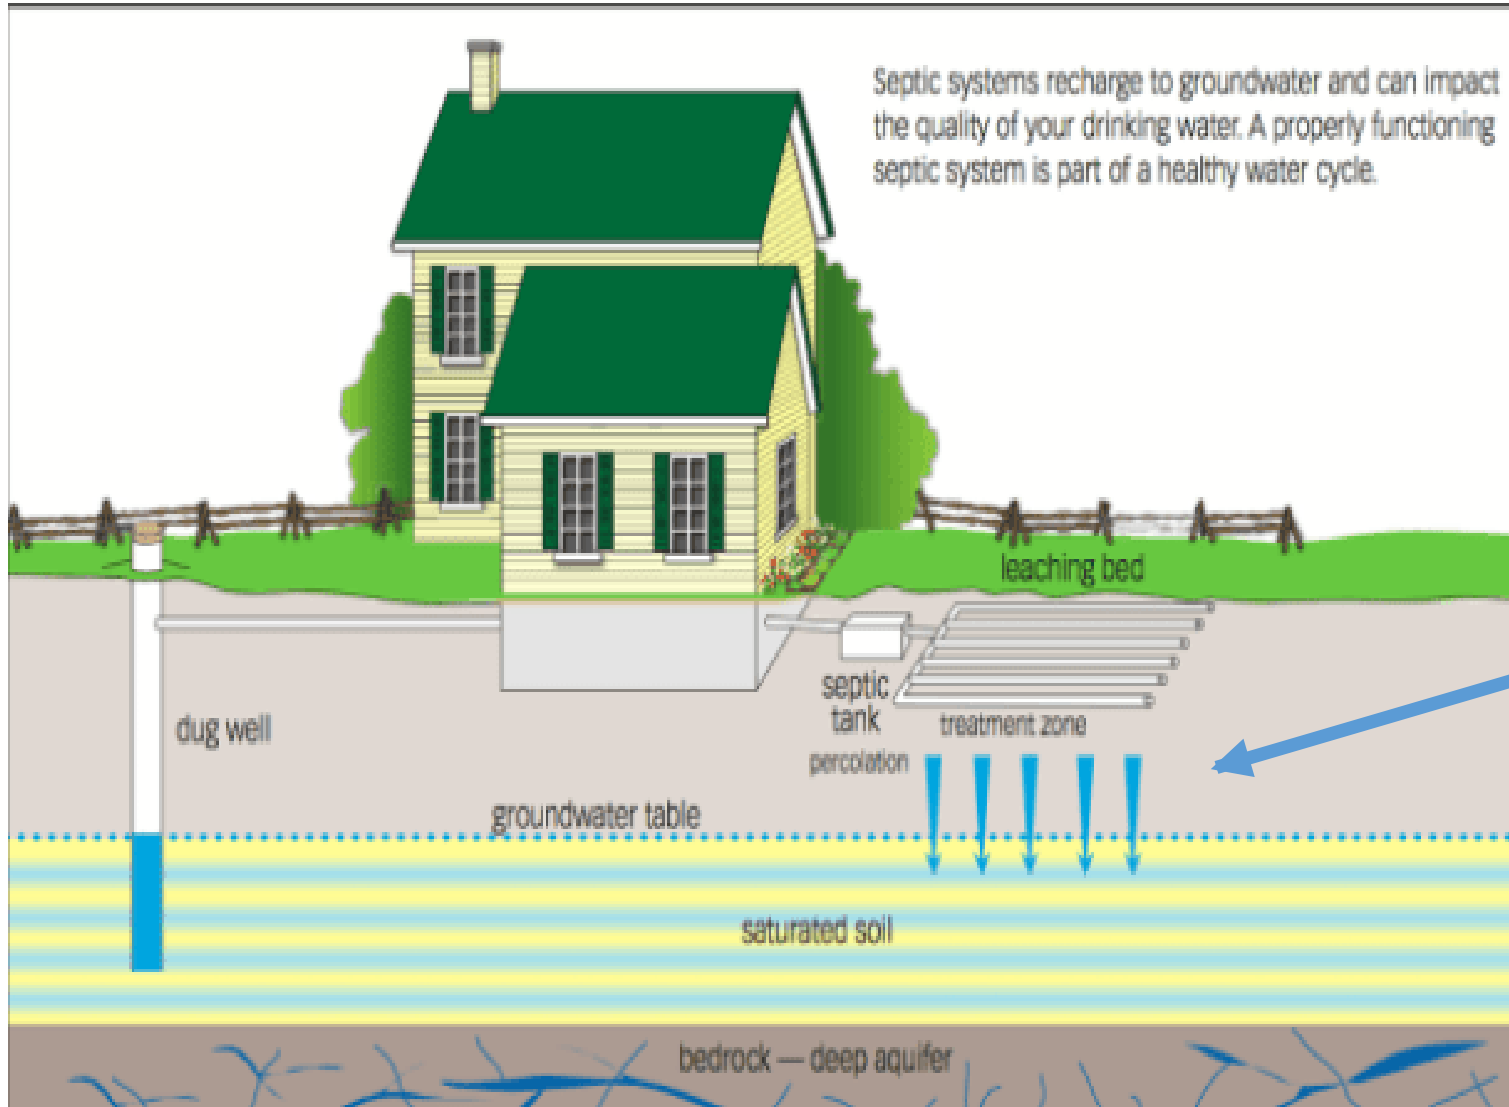 Septic systems recharge to groundwater and can impact
the quality of your drinking water. A properly functioning
septic system is part of a healthy water cycle.
leaching bed
septic
tank
treatment zone
dug well
percolation
groundwater table
saturated soil
bedrock — deep aquifer